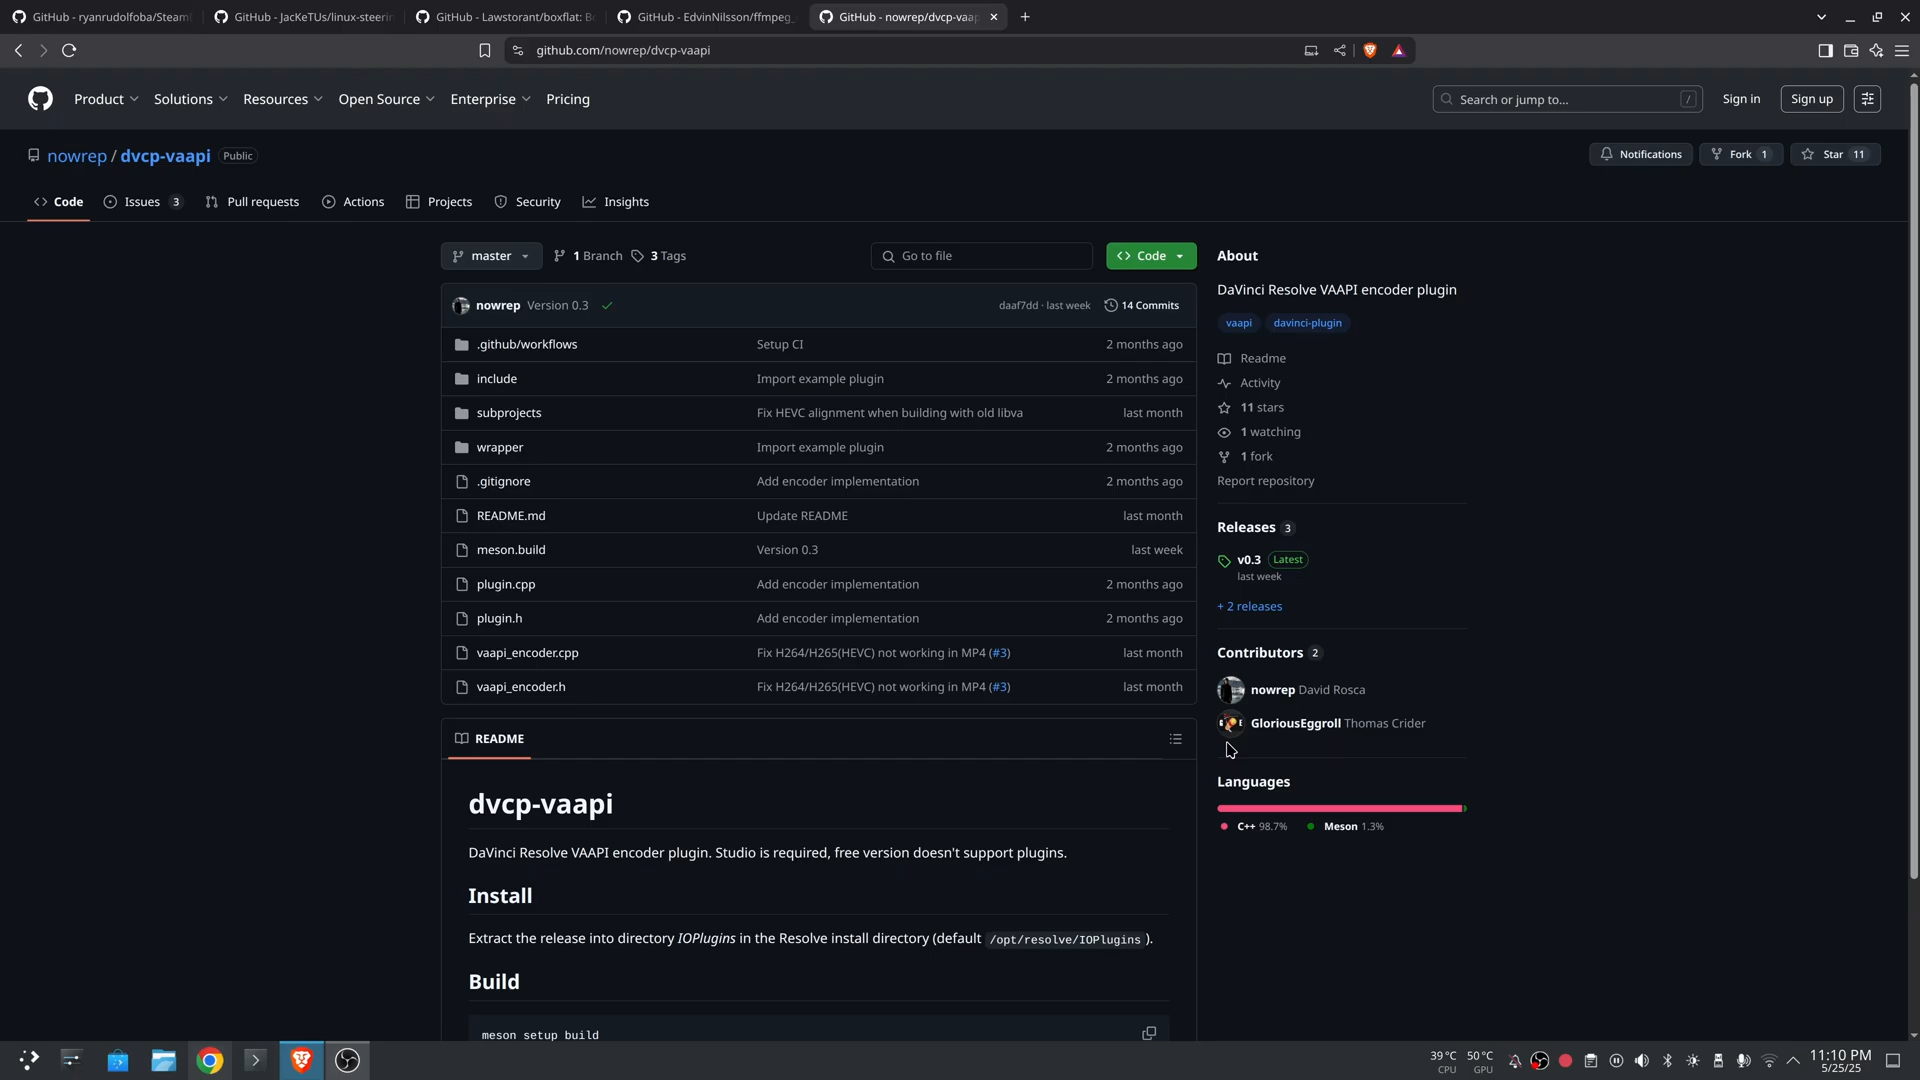 GitHub - ryanrudolfoba/Steaml
GitHub - JacKeTUs/linux-steerin
GitHub - Lawstorant/boxflat: Bo
GitHub - EdvinNilsson/ffmpeg_
GitHub - nowrep/dvcp-vaap
github.com/nowrep/dvcp-vaapi
Product
Solutions
Resources
Open Source
Enterprise
Pricing
Search or jump to...
/
Sign in
Sign up
nowrep / dvcp-vaapi
Public
Notifications
Fork 1
Star 11
Code
Issues 3
Pull requests
Actions
Projects
Security
Insights
master
1 Branch
3 Tags
Go to file
Code
nowrep Version 0.3
daaf7dd · last week
14 Commits
.github/workflows Setup CI 2 months ago
include Import example plugin 2 months ago
subprojects Fix HEVC alignment when building with old libva last month
wrapper Import example plugin 2 months ago
.gitignore Add encoder implementation 2 months ago
README.md Update README last month
meson.build Version 0.3 last week
plugin.cpp Add encoder implementation 2 months ago
plugin.h Add encoder implementation 2 months ago
vaapi_encoder.cpp Fix H264/H265(HEVC) not working in MP4 (#3) last month
vaapi_encoder.h Fix H264/H265(HEVC) not working in MP4 (#3) last month
README
dvcp-vaapi
DaVinci Resolve VAAPI encoder plugin. Studio is required, free version doesn't support plugins.
Install
Extract the release into directory IOPlugins in the Resolve install directory (default /opt/resolve/IOPlugins ).
Build
meson setup build
About
DaVinci Resolve VAAPI encoder plugin
vaapi
davinci-plugin
Readme
Activity
11 stars
1 watching
1 fork
Report repository
Releases 3
v0.3 Latest
last week
+ 2 releases
Contributors 2
nowrep David Rosca
GloriousEggroll Thomas Crider
Languages
C++ 98.7%
Meson 1.3%
39 °C
CPU
50 °C
GPU
11:10 PM
5/25/25